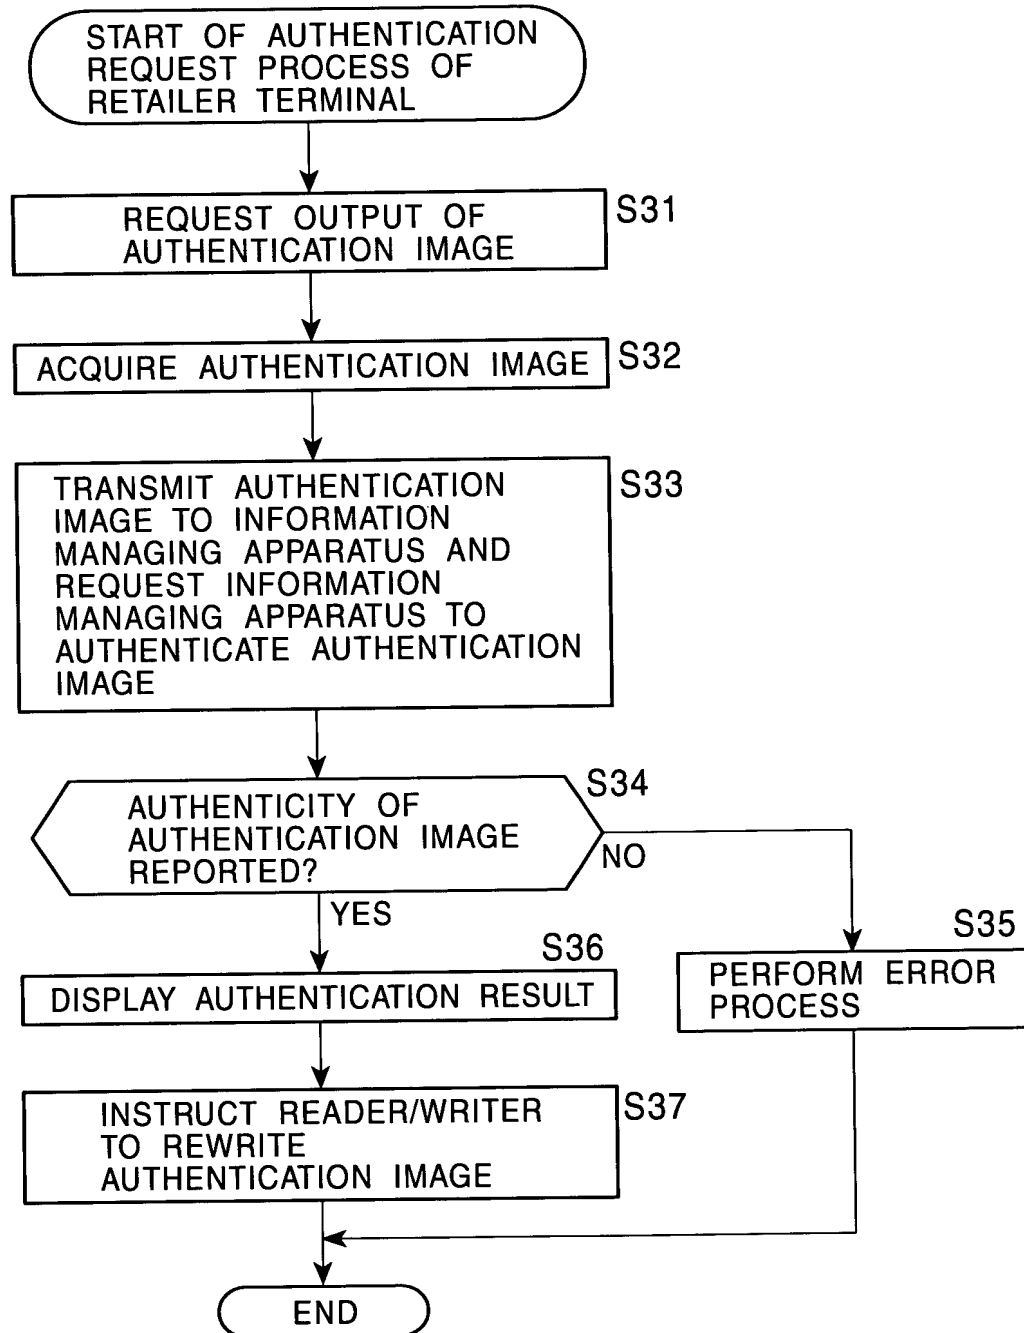 START OF AUTHENTICATION
REQUEST PROCESS OF
RETAILER TERMINAL
REQUEST OUTPUT OF
AUTHENTICATION IMAGE
S31
ACQUIRE AUTHENTICATION IMAGE
S32
TRANSMIT AUTHENTICATION
IMAGE TO INFORMATION
MANAGING APPARATUS AND
REQUEST INFORMATION
MANAGING APPARATUS TO
AUTHENTICATE AUTHENTICATION
IMAGE
S33
S34
AUTHENTICITY OF
AUTHENTICATION IMAGE
REPORTED?
NO
YES
S35
PERFORM ERROR
PROCESS
S36
DISPLAY AUTHENTICATION RESULT
INSTRUCT READER/WRITER
TO REWRITE
AUTHENTICATION IMAGE
S37
END